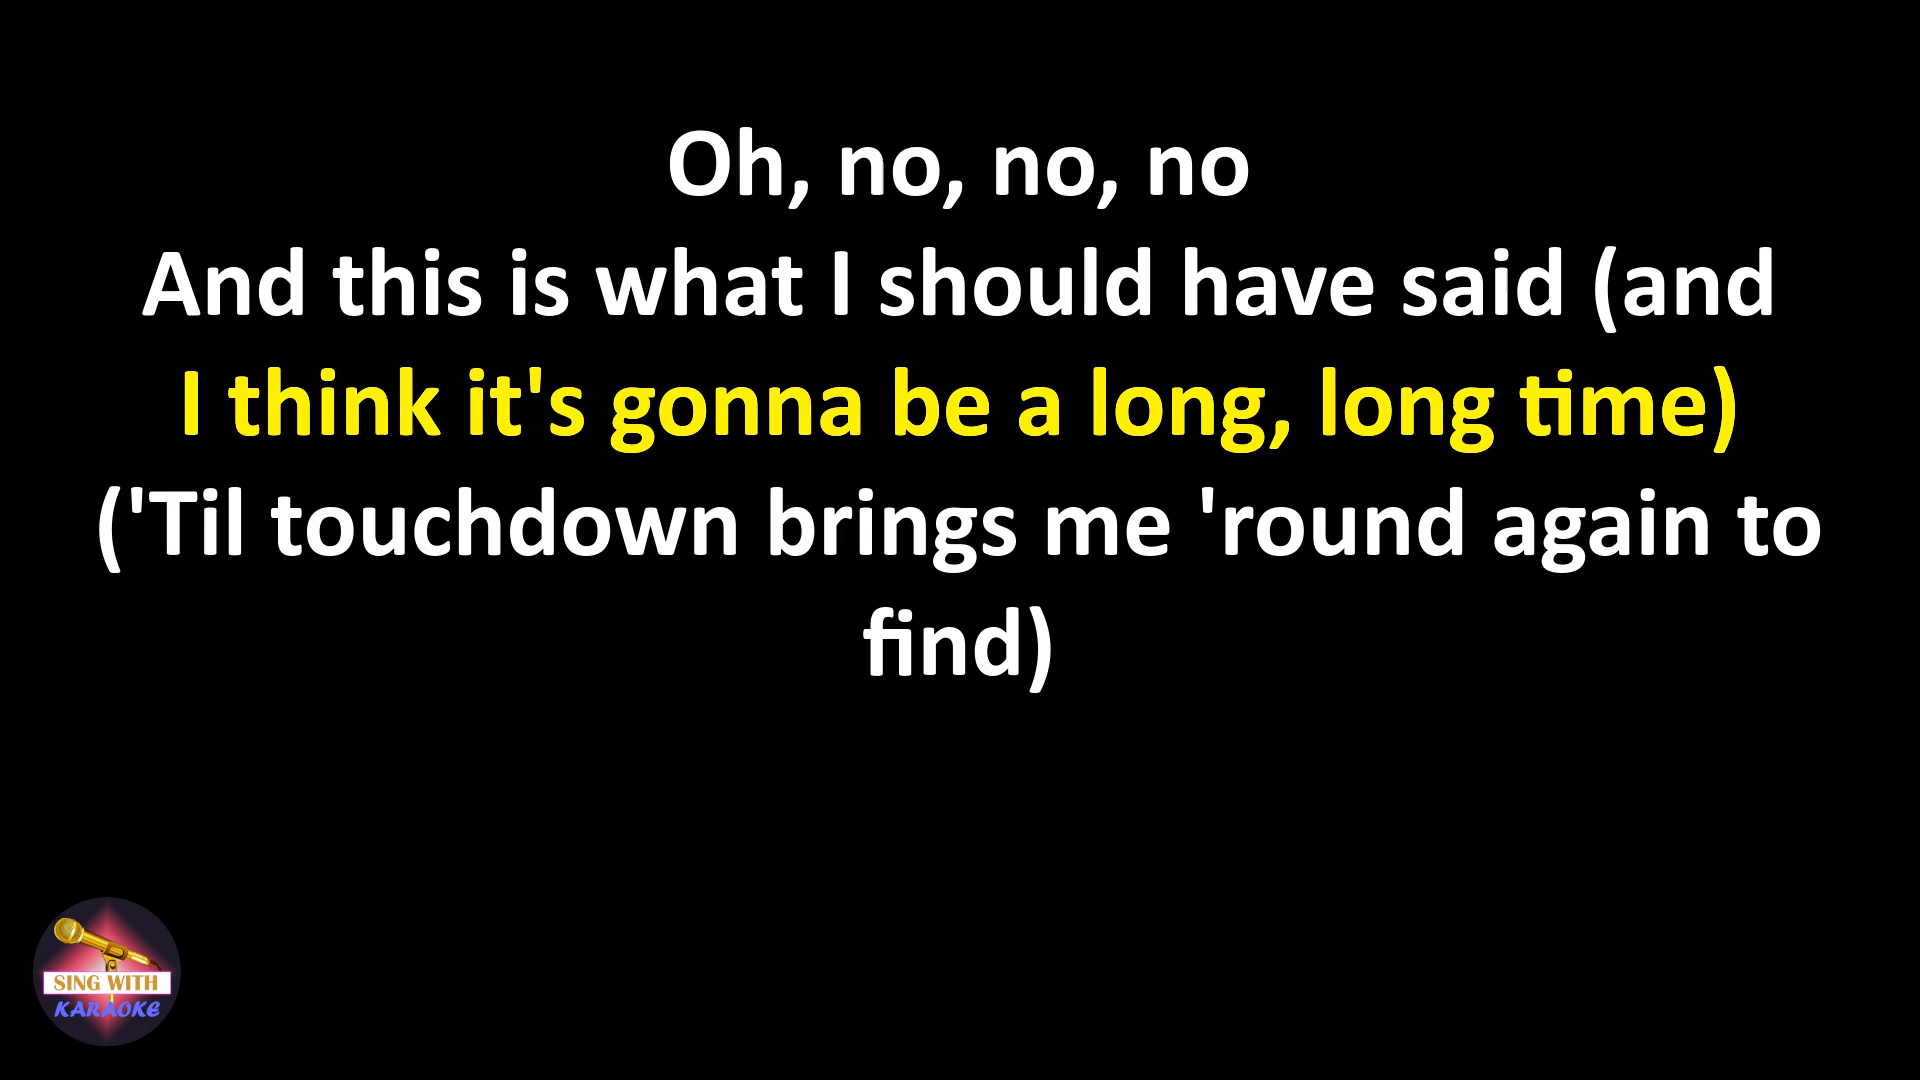 Oh, no, no, no
And this is what I should have said (and
I think it's gonna be a long, long time)
('Til touchdown brings me 'round again to
find)
SING WITH
KARAOKE